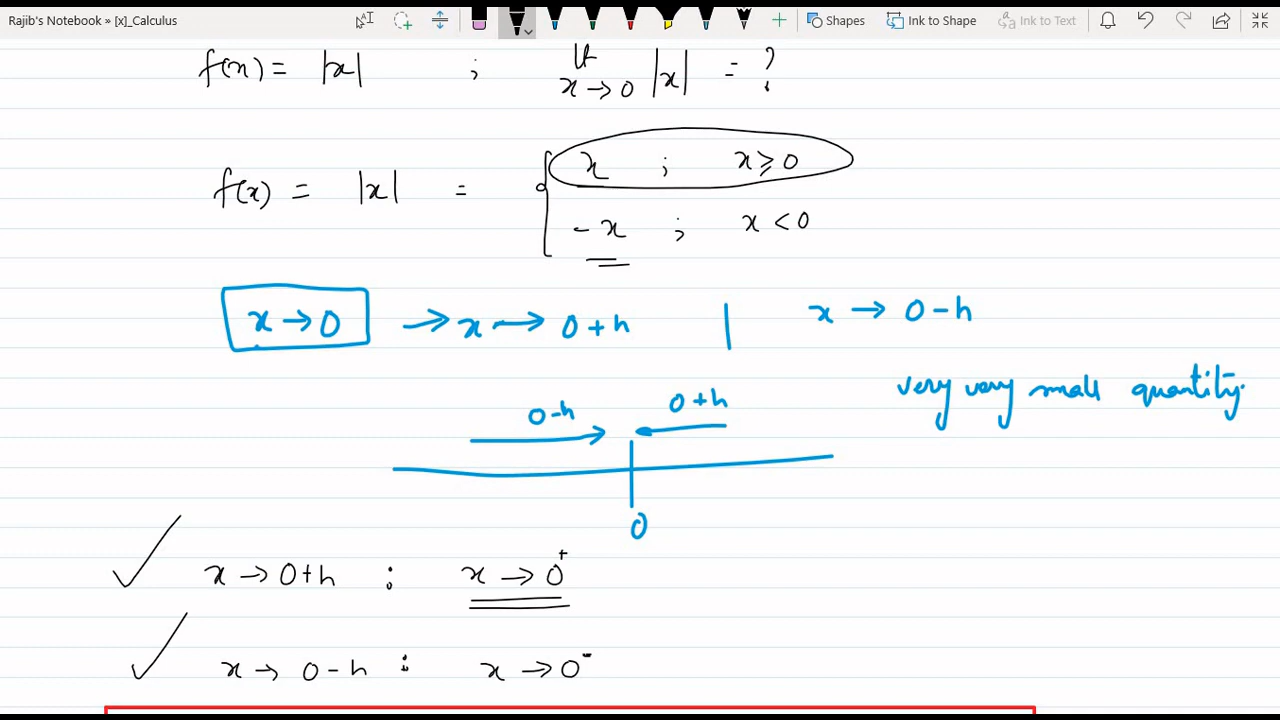 Rajib's Notebook » [x]_Calculus
Shapes Ink to Shape Ink to Text
f(x) = |x| ; lt x→0 |x| = ?
f(x) = |x| = { x ; x ≥ 0
- x ; x < 0
x → 0 → x → 0 + h | x → 0 - h
very very small quantity.
0-h 0+h
0
x → 0+h : x → 0⁺
x → 0-h : x → 0⁻